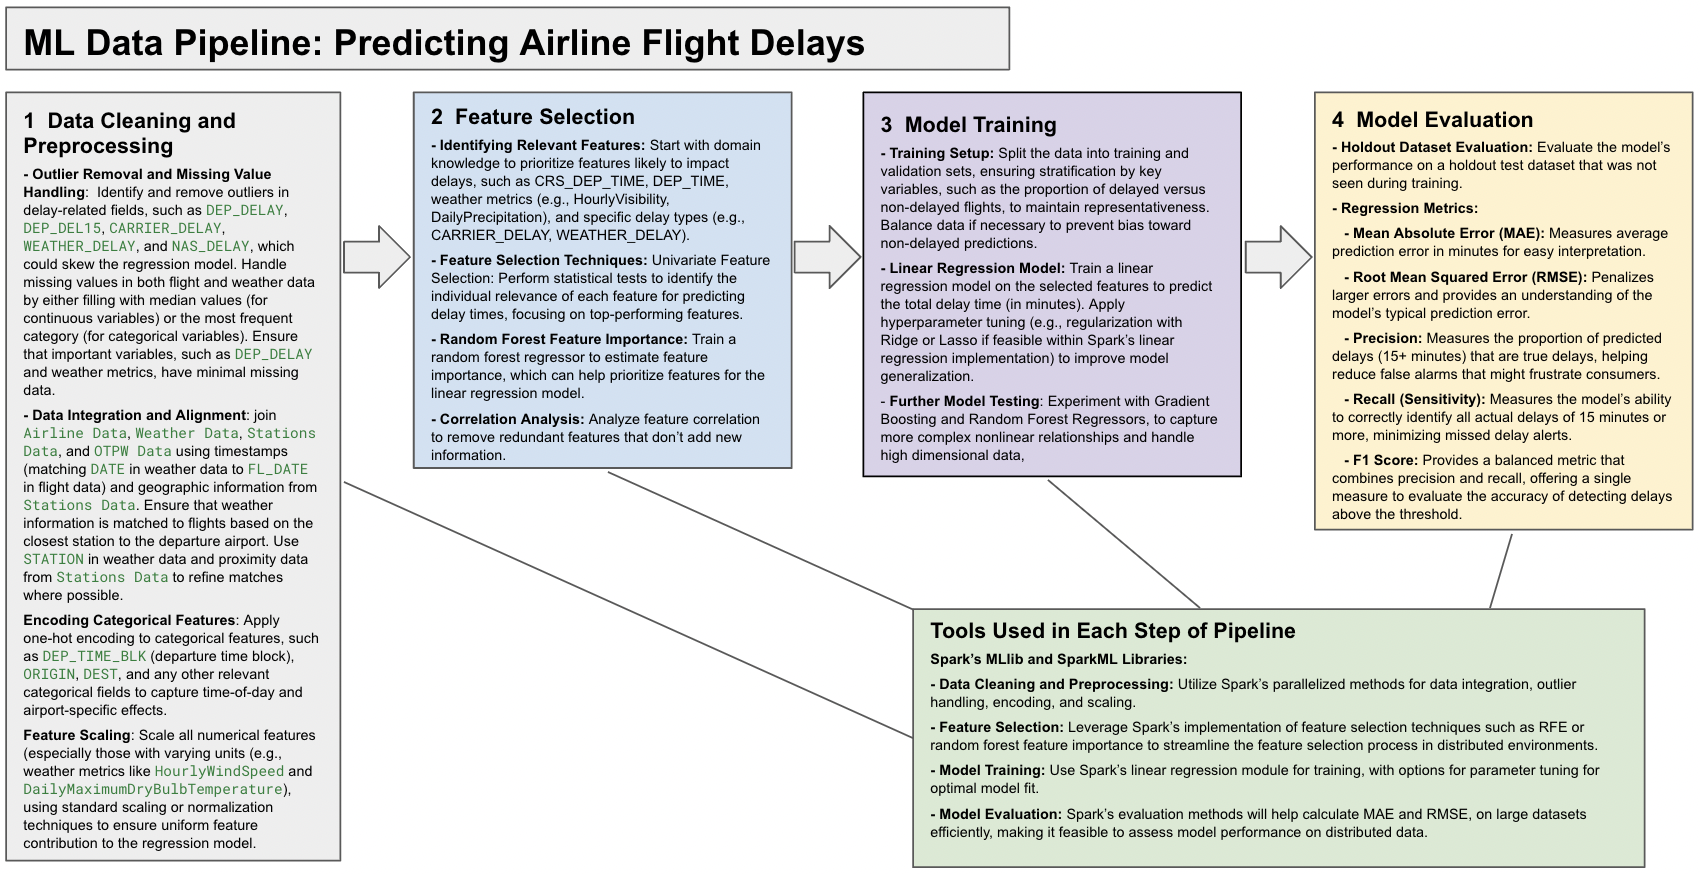 ML Data Pipeline: Predicting Airline Flight Delays
1  Data Cleaning and
Preprocessing
- Outlier Removal and Missing Value
Handling:  Identify and remove outliers in
delay-related fields, such as DEP_DELAY,
DEP_DEL15, CARRIER_DELAY,
WEATHER_DELAY, and NAS_DELAY, which
could skew the regression model. Handle
missing values in both flight and weather data
by either filling with median values (for
continuous variables) or the most frequent
category (for categorical variables). Ensure
that important variables, such as DEP_DELAY
and weather metrics, have minimal missing
data.
- Data Integration and Alignment: join
Airline Data, Weather Data, Stations
Data, and OTPW Data using timestamps
(matching DATE in weather data to FL_DATE
in flight data) and geographic information from
Stations Data. Ensure that weather
information is matched to flights based on the
closest station to the departure airport. Use
STATION in weather data and proximity data
from Stations Data to refine matches
where possible.
Encoding Categorical Features: Apply
one-hot encoding to categorical features, such
as DEP_TIME_BLK (departure time block),
ORIGIN, DEST, and any other relevant
categorical fields to capture time-of-day and
airport-specific effects.
Feature Scaling: Scale all numerical features
(especially those with varying units (e.g.,
weather metrics like HourlyWindSpeed and
DailyMaximumDryBulbTemperature),
using standard scaling or normalization
techniques to ensure uniform feature
contribution to the regression model.
2  Feature Selection
- Identifying Relevant Features: Start with domain
knowledge to prioritize features likely to impact
delays, such as CRS_DEP_TIME, DEP_TIME,
weather metrics (e.g., HourlyVisibility,
DailyPrecipitation), and specific delay types (e.g.,
CARRIER_DELAY, WEATHER_DELAY).
- Feature Selection Techniques: Univariate Feature
Selection: Perform statistical tests to identify the
individual relevance of each feature for predicting
delay times, focusing on top-performing features.
- Random Forest Feature Importance: Train a
random forest regressor to estimate feature
importance, which can help prioritize features for the
linear regression model.
- Correlation Analysis: Analyze feature correlation
to remove redundant features that don't add new
information.
3  Model Training
- Training Setup: Split the data into training and
validation sets, ensuring stratification by key
variables, such as the proportion of delayed versus
non-delayed flights, to maintain representativeness.
Balance data if necessary to prevent bias toward
non-delayed predictions.
- Linear Regression Model: Train a linear
regression model on the selected features to predict
the total delay time (in minutes). Apply
hyperparameter tuning (e.g., regularization with
Ridge or Lasso if feasible within Spark's linear
regression implementation) to improve model
generalization.
- Further Model Testing: Experiment with Gradient
Boosting and Random Forest Regressors, to capture
more complex nonlinear relationships and handle
high dimensional data,
4  Model Evaluation
- Holdout Dataset Evaluation: Evaluate the model's
performance on a holdout test dataset that was not
seen during training.
- Regression Metrics:
- Mean Absolute Error (MAE): Measures average
prediction error in minutes for easy interpretation.
- Root Mean Squared Error (RMSE): Penalizes
larger errors and provides an understanding of the
model's typical prediction error.
- Precision: Measures the proportion of predicted
delays (15+ minutes) that are true delays, helping
reduce false alarms that might frustrate consumers.
- Recall (Sensitivity): Measures the model's ability
to correctly identify all actual delays of 15 minutes or
more, minimizing missed delay alerts.
- F1 Score: Provides a balanced metric that
combines precision and recall, offering a single
measure to evaluate the accuracy of detecting delays
above the threshold.
Tools Used in Each Step of Pipeline
Spark's MLlib and SparkML Libraries:
- Data Cleaning and Preprocessing: Utilize Spark's parallelized methods for data integration, outlier
handling, encoding, and scaling.
- Feature Selection: Leverage Spark's implementation of feature selection techniques such as RFE or
random forest feature importance to streamline the feature selection process in distributed environments.
- Model Training: Use Spark's linear regression module for training, with options for parameter tuning for
optimal model fit.
- Model Evaluation: Spark's evaluation methods will help calculate MAE and RMSE, on large datasets
efficiently, making it feasible to assess model performance on distributed data.